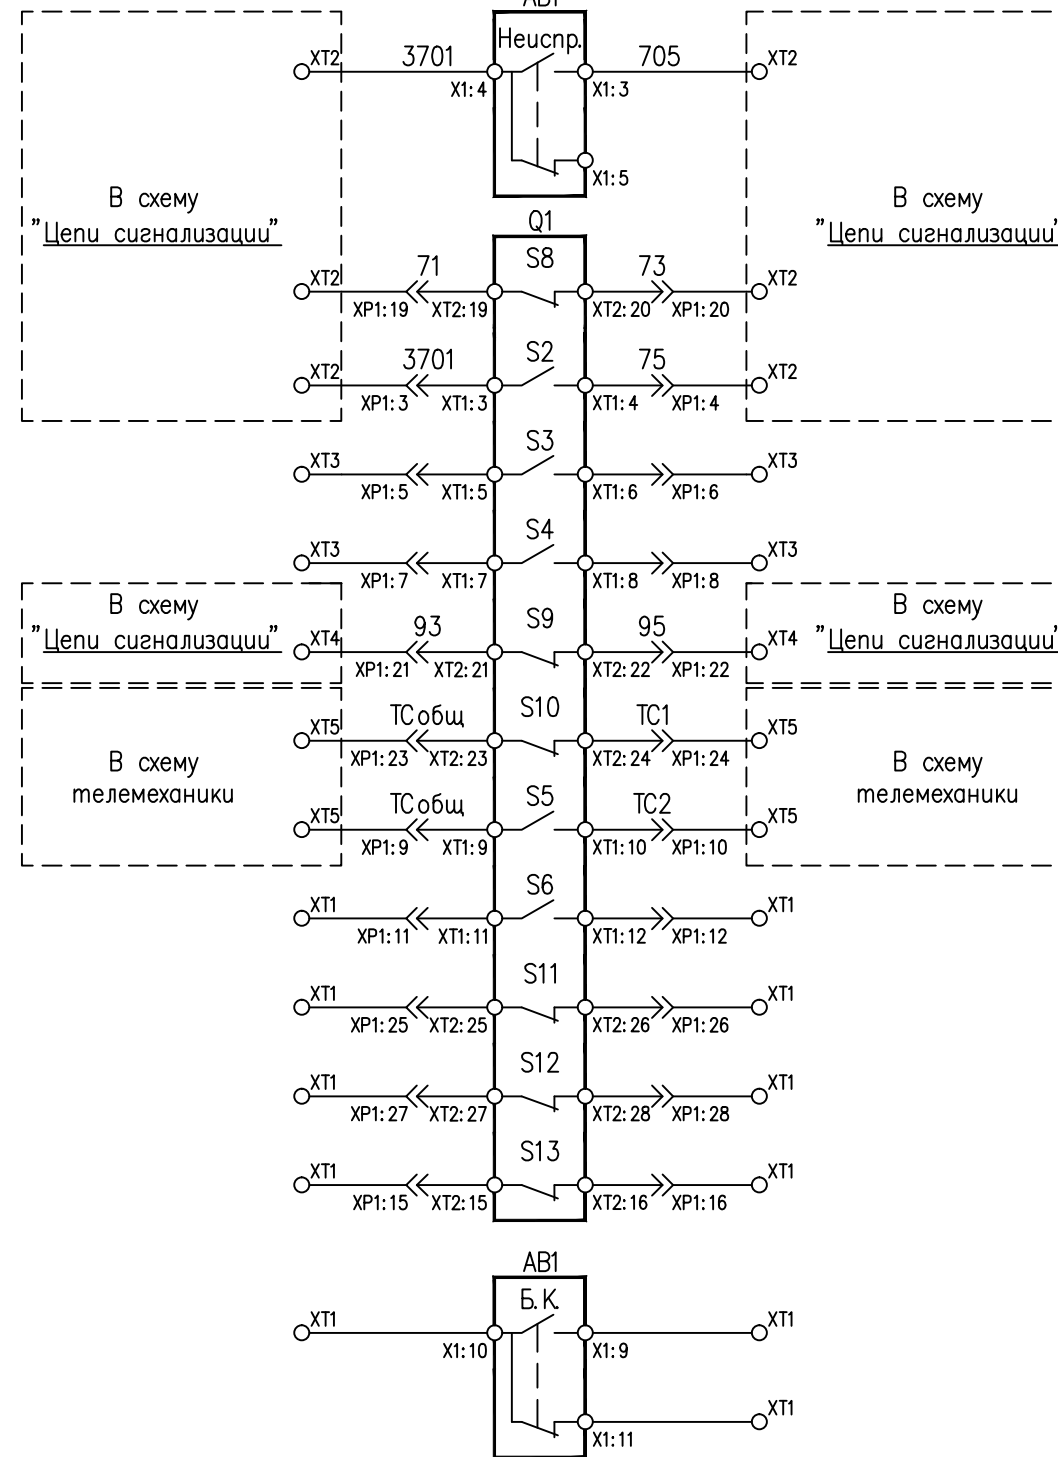 АВ1
Неиспр.
XT2
3701
X1:4
705
X1:3
XT2
X1:5
В схему
"Цепи сигнализации"
В схему
"Цепи сигнализации"
Q1
XT2
71
XP1:19
XT2:19
S8
73
XT2:20
XP1:20
XT2
XT2
3701
XP1:3
XT1:3
S2
75
XT1:4
XP1:4
XT2
XT3
XP1:5
XT1:5
S3
XT1:6
XP1:6
XT3
XT3
XP1:7
XT1:7
S4
XT1:8
XP1:8
XT3
В схему
"Цепи сигнализации"
В схему
"Цепи сигнализации"
XT4
93
XP1:21
XT2:21
S9
95
XT2:22
XP1:22
XT4
XT5
ТСобщ
XP1:23
XT2:23
S10
ТС1
XT2:24
XP1:24
XT5
В схему
телемеханики
В схему
телемеханики
XT5
ТСобщ
XP1:9
XT1:9
S5
ТС2
XT1:10
XP1:10
XT5
XT1
XP1:11
XT1:11
S6
XT1:12
XP1:12
XT1
XT1
XP1:25
XT2:25
S11
XT2:26
XP1:26
XT1
XT1
XP1:27
XT2:27
S12
XT2:28
XP1:28
XT1
XT1
XP1:15
XT2:15
S13
XT2:16
XP1:16
XT1
АВ1
Б.К.
XT1
X1:10
X1:9
XT1
X1:11
XT1